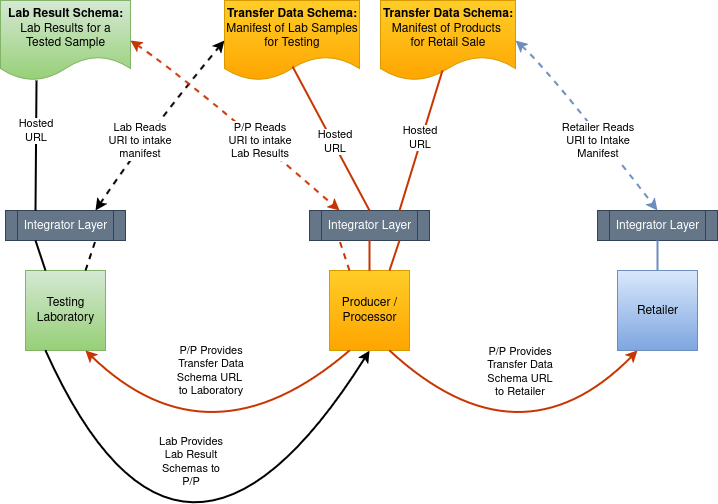 Lab Result Schema:
Lab Results for a
Tested Sample
Transfer Data Schema:
Manifest of Lab Samples
for Testing
Transfer Data Schema:
Manifest of Products
for Retail Sale
Hosted
URL
Lab Reads
URI to intake
manifest
P/P Reads
URI to intake
Lab Results
Hosted
URL
Hosted
URL
Retailer Reads
URI to Intake
Manifest
Integrator Layer
Integrator Layer
Integrator Layer
Testing
Laboratory
Producer /
Processor
Retailer
P/P Provides
Transfer Data
Schema URL
to Laboratory
P/P Provides
Transfer Data
Schema URL
to Retailer
Lab Provides
Lab Result
Schemas to
P/P